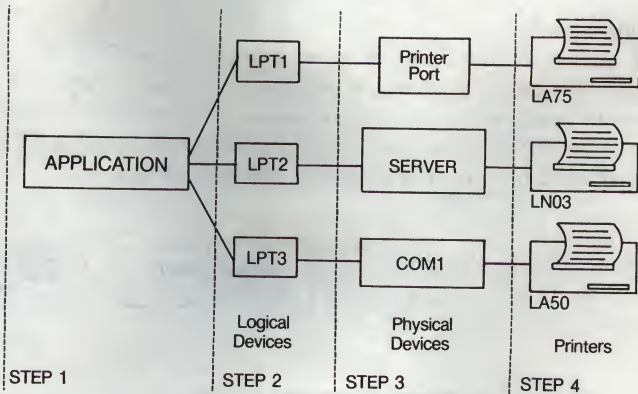 LPT1
Printer
Port
LA75
APPLICATION
LPT2
SERVER
LN03
LPT3
COM1
LA50
Logical
Devices
Physical
Devices
Printers
STEP 1
STEP 2
STEP 3
STEP 4